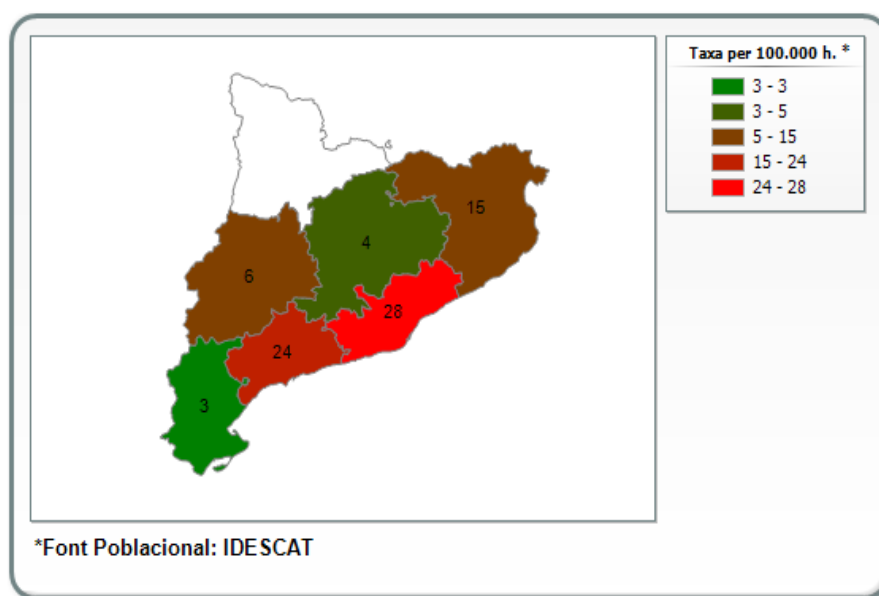 Taxa per 100.000 h. *
3 - 3
3 - 5
5 - 15
15 - 24
24 - 28
15
4
6
28
24
3
*Font Poblacional: IDESCAT